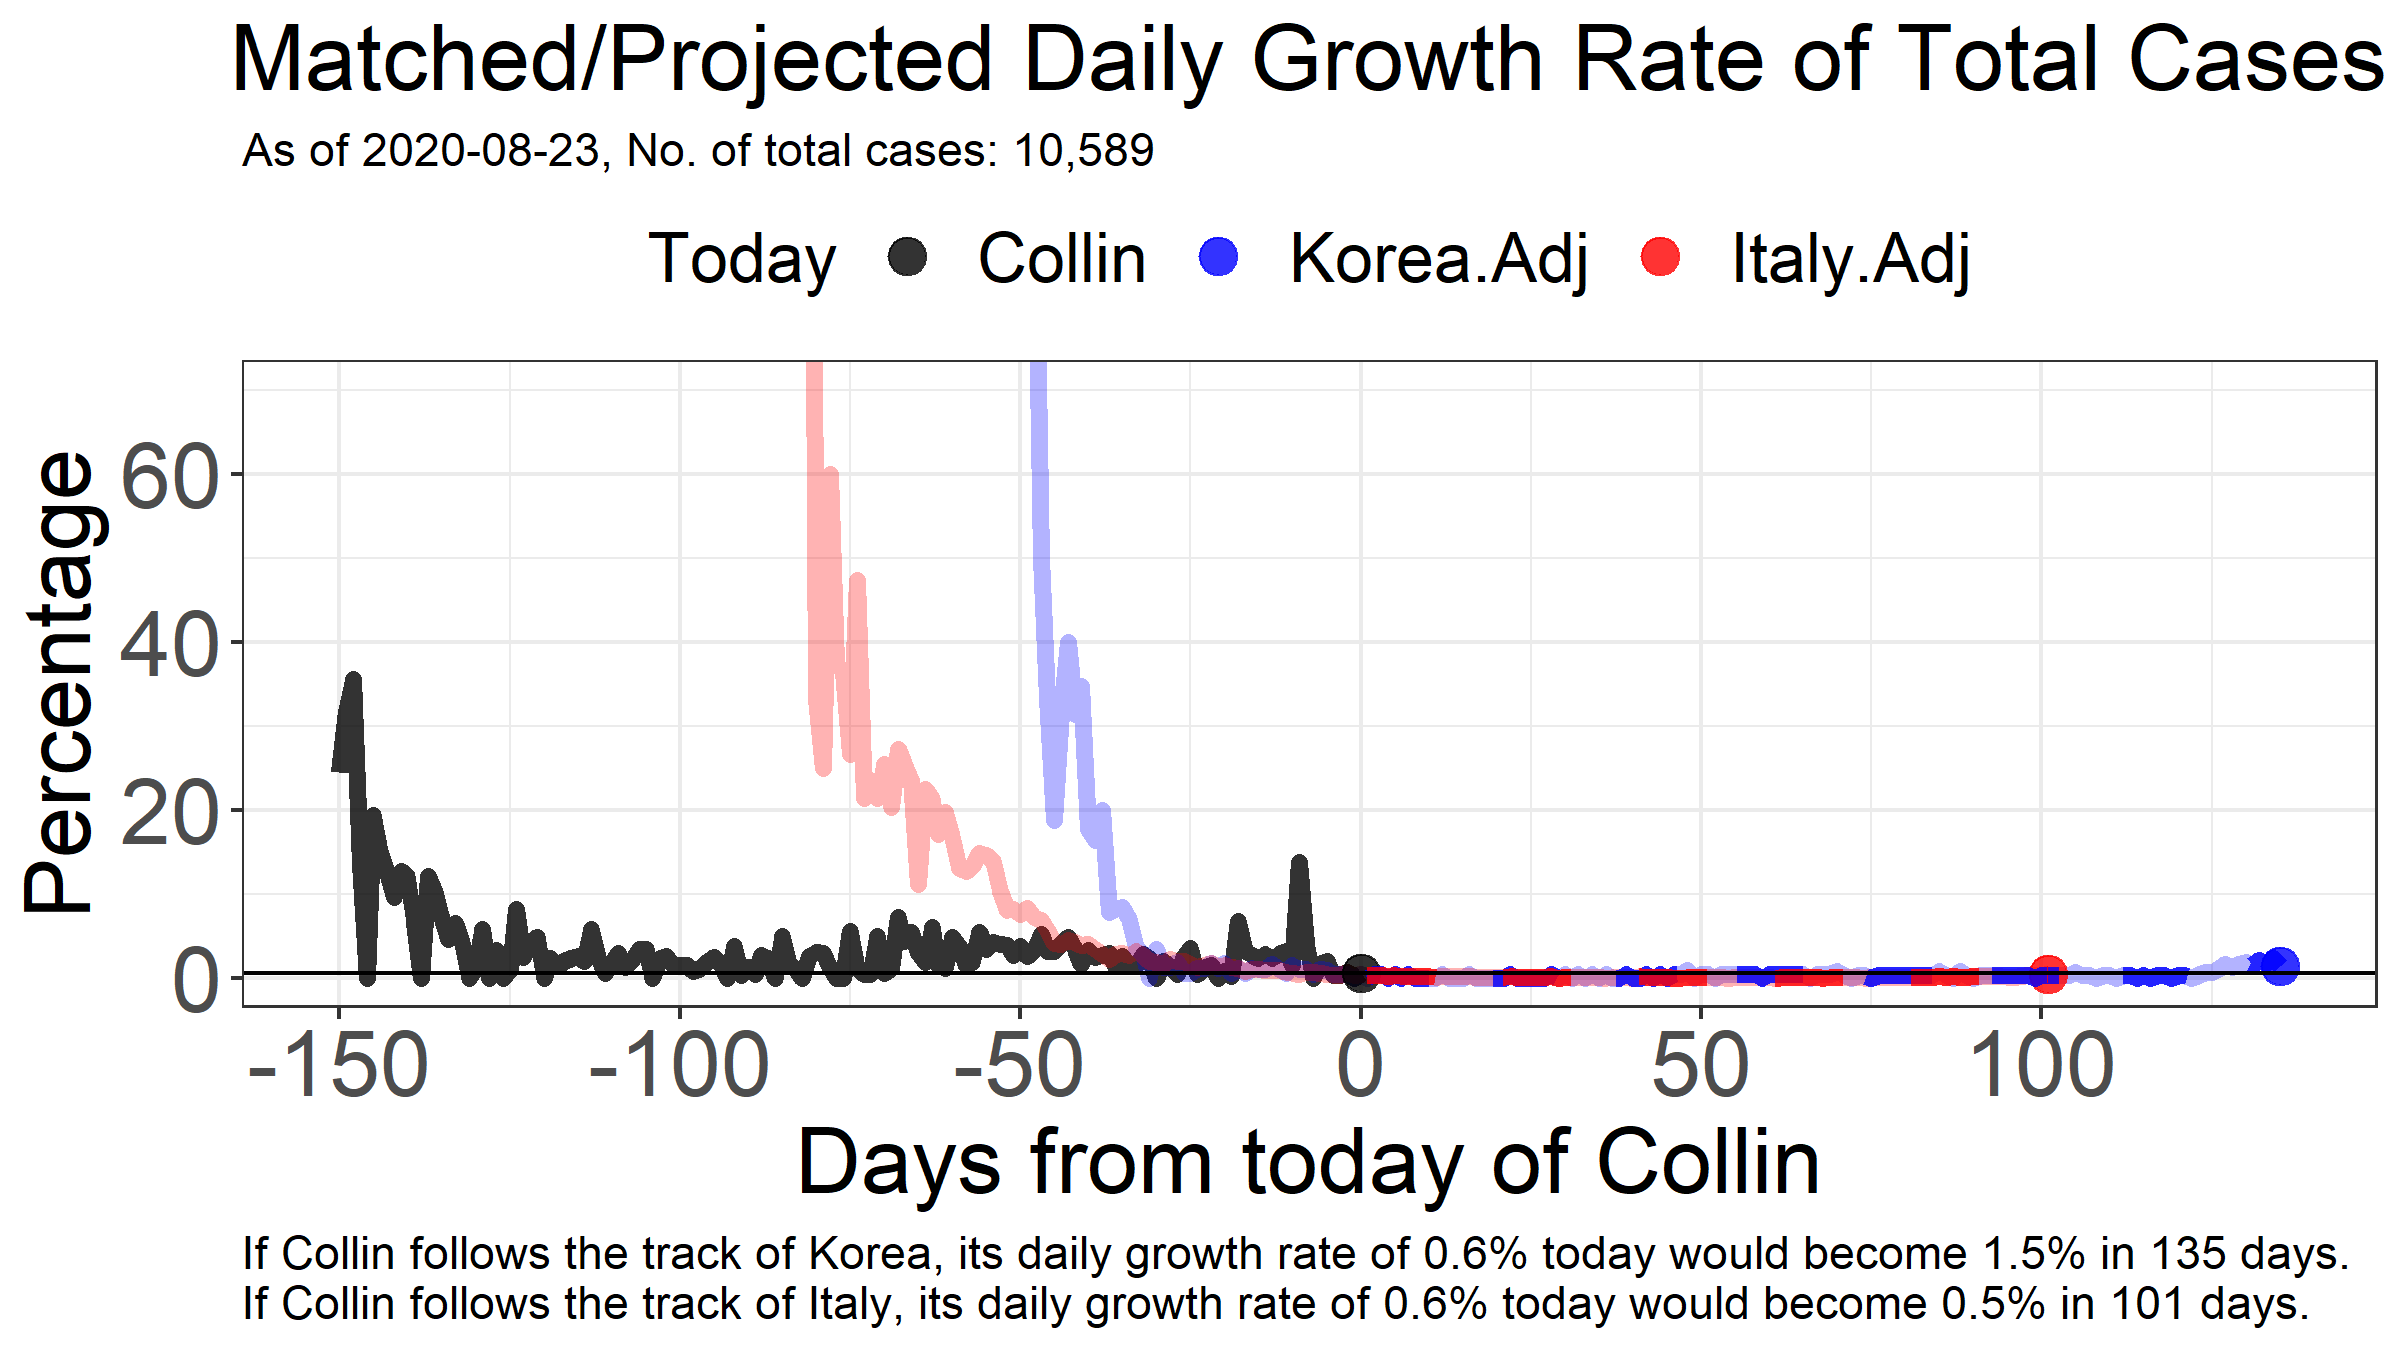 Matched/Projected Daily Growth Rate of Total Cases
As of 2020-08-23, No. of total cases: 10,589
Today Collin Korea.Adj Italy.Adj
Percentage
60
40
20
0
-150 -100 -50 0 50 100
Days from today of Collin
If Collin follows the track of Korea, its daily growth rate of 0.6% today would become 1.5% in 135 days.
If Collin follows the track of Italy, its daily growth rate of 0.6% today would become 0.5% in 101 days.